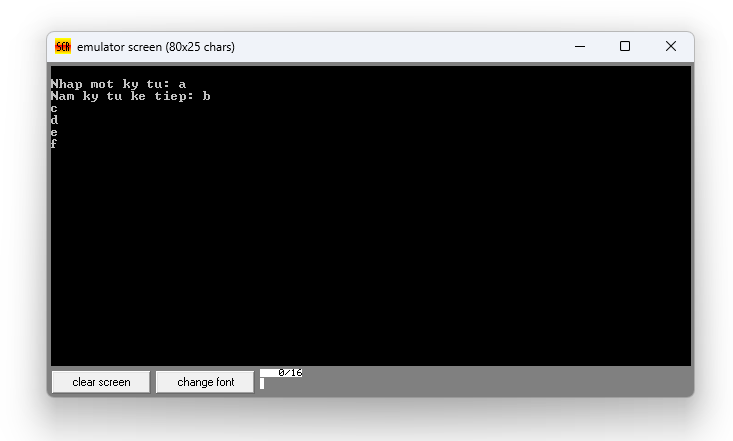 SCR emulator screen (80x25 chars)
Nhap mot ky tu: a
Nam ky tu ke tiep: b
c
d
e
f
clear screen change font 0/16